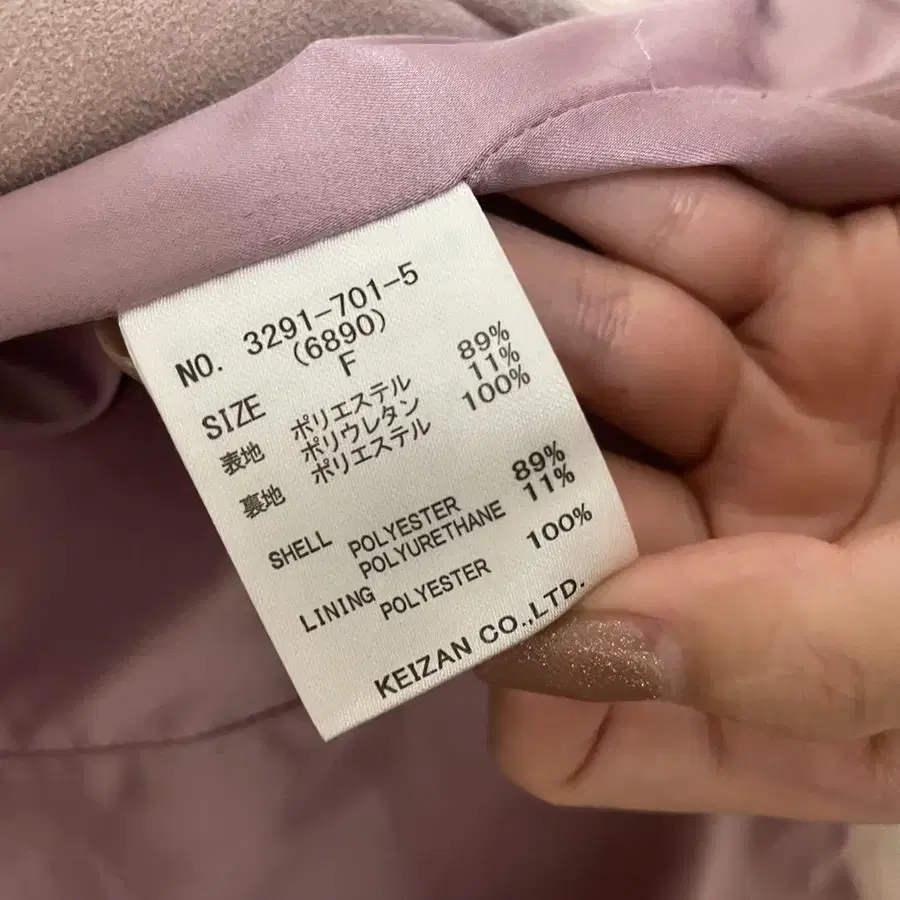 NO. 3291-701-5
(6890)
SIZE F
表地 ポリエステル 89%
ポリウレタン 11%
裏地 ポリエステル 100%
SHELL POLYESTER 89%
POLYURETHANE 11%
LINING POLYESTER 100%
KEIZAN CO.,LTD.